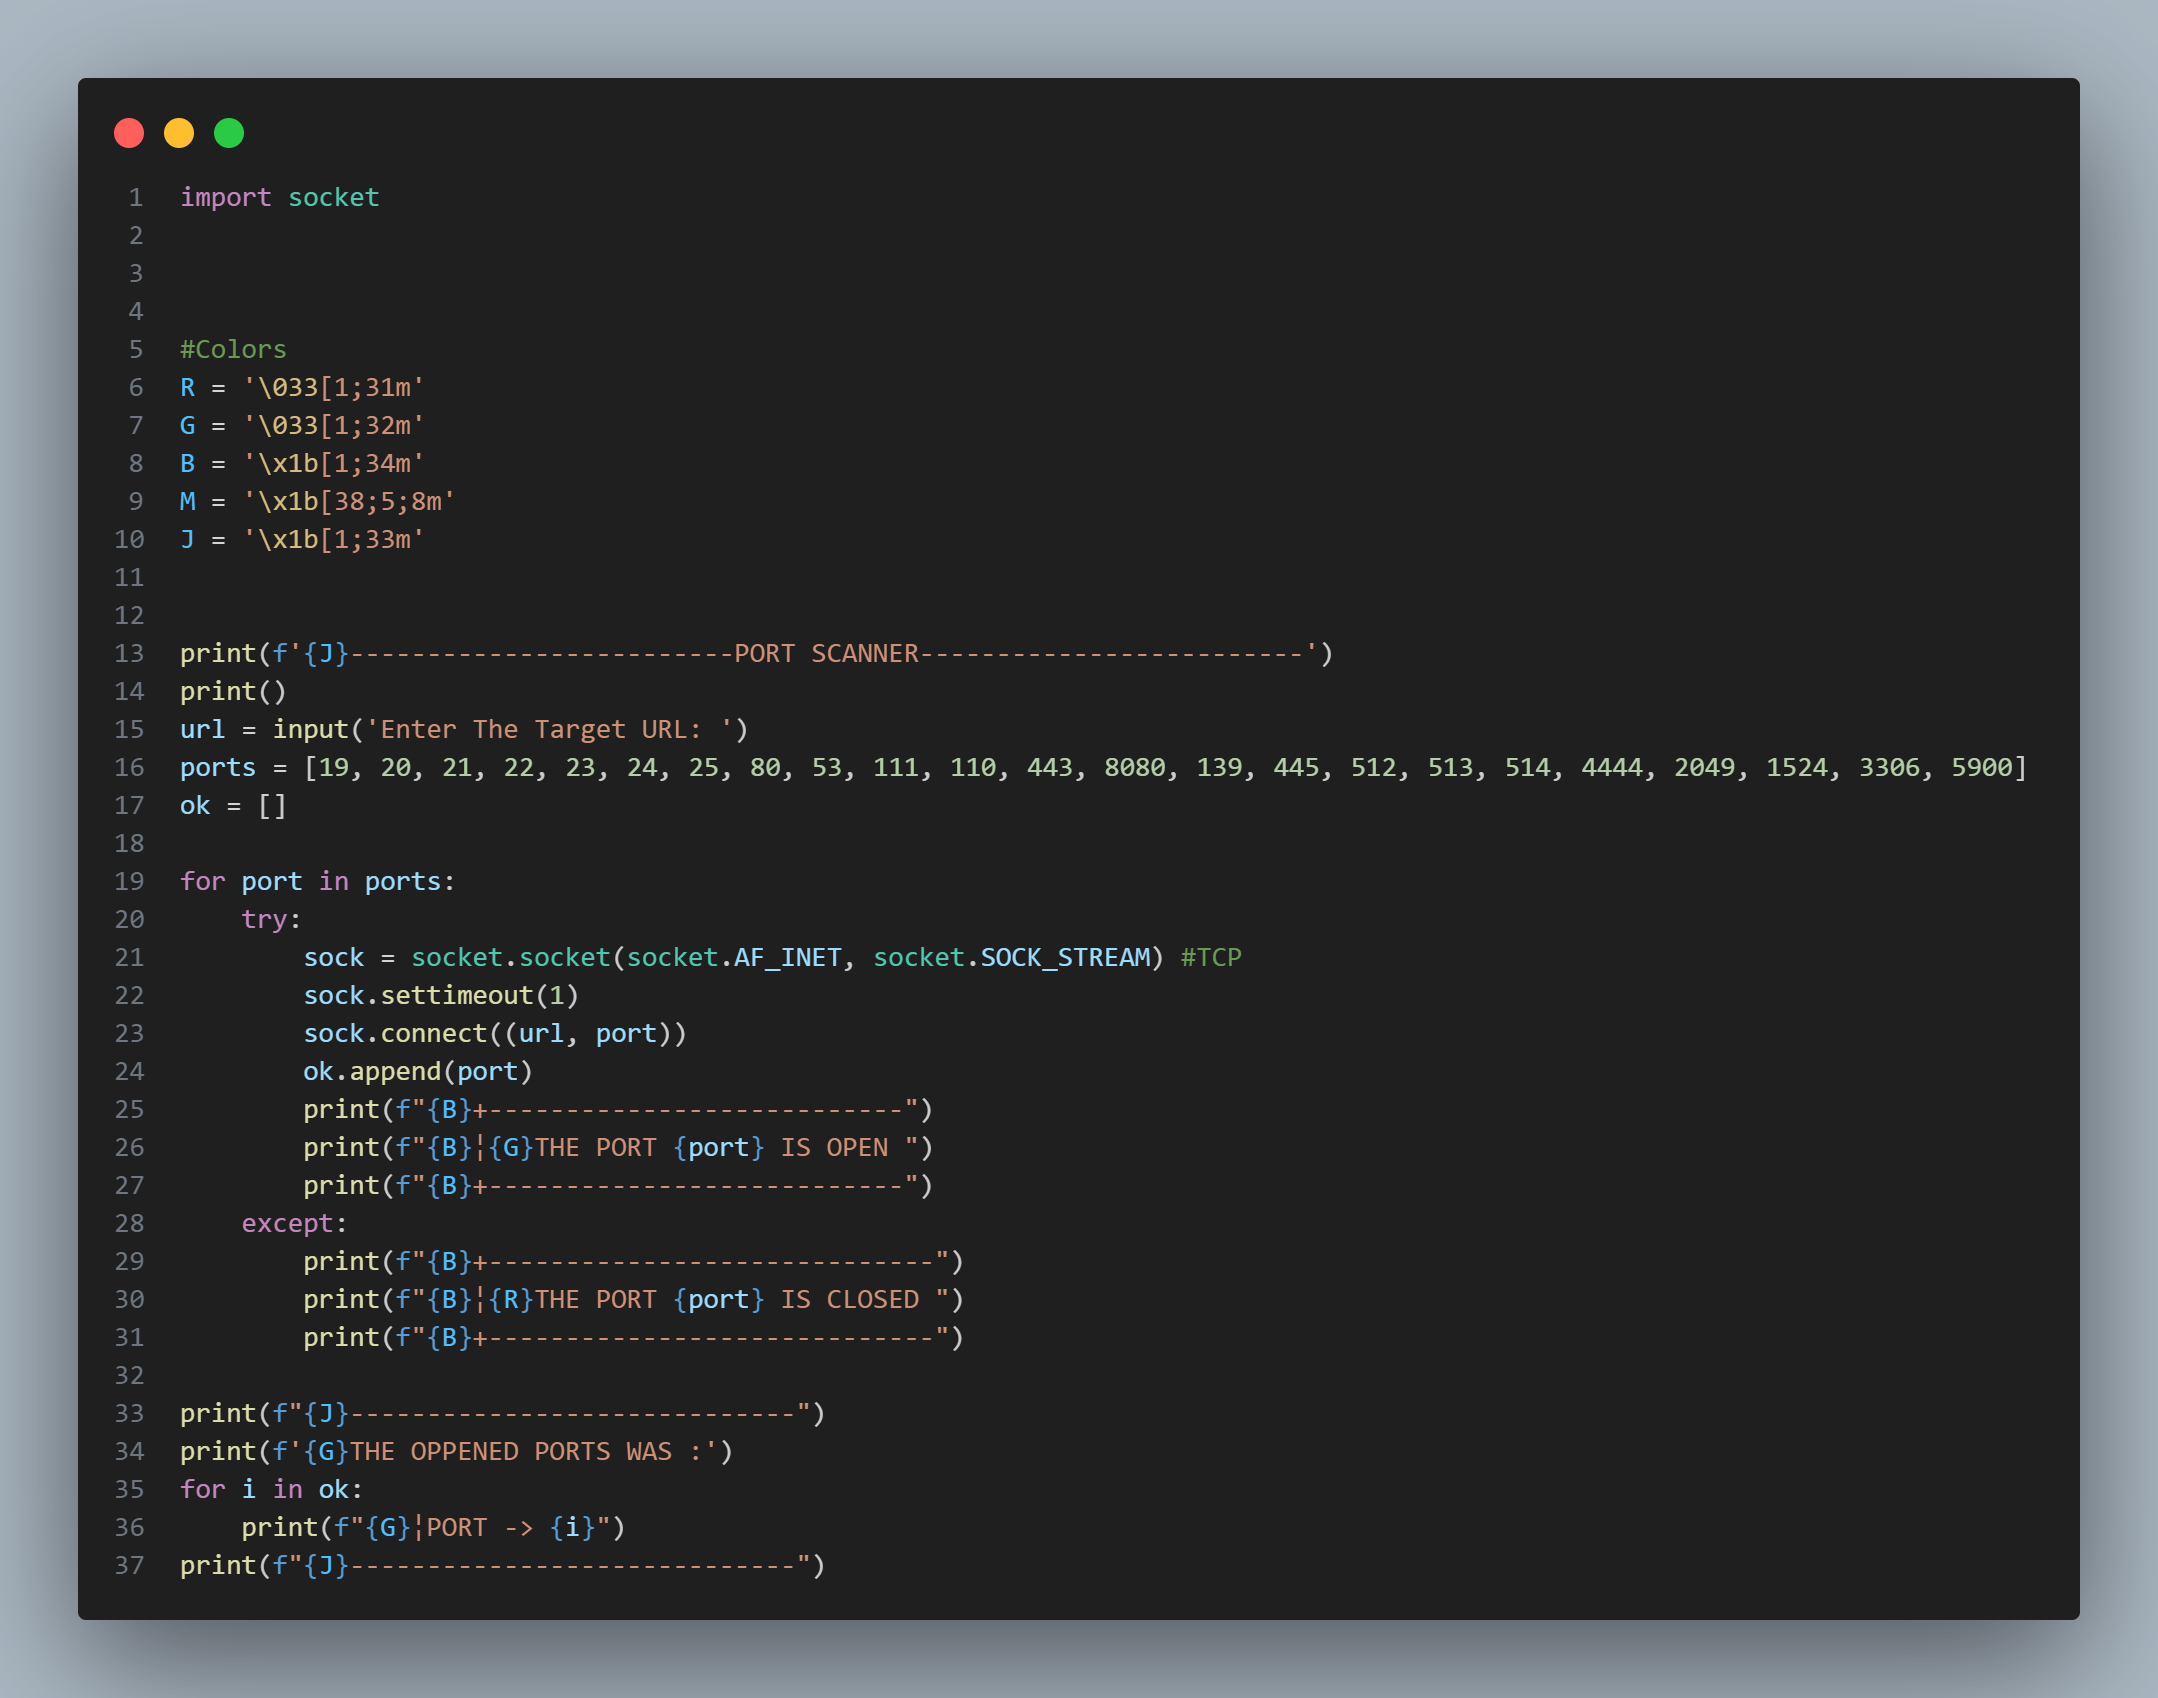 1 import socket
2
3
4
5 #Colors
6 R = '\033[1;31m'
7 G = '\033[1;32m'
8 B = '\x1b[1;34m'
9 M = '\x1b[38;5;8m'
10 J = '\x1b[1;33m'
11
12
13 print(f'{J}-------------------------PORT SCANNER-------------------------')
14 print()
15 url = input('Enter The Target URL: ')
16 ports = [19, 20, 21, 22, 23, 24, 25, 80, 53, 111, 110, 443, 8080, 139, 445, 512, 513, 514, 4444, 2049, 1524, 3306, 5900]
17 ok = []
18
19 for port in ports:
20     try:
21         sock = socket.socket(socket.AF_INET, socket.SOCK_STREAM) #TCP
22         sock.settimeout(1)
23         sock.connect((url, port))
24         ok.append(port)
25         print(f"{B}+---------------------------")
26         print(f"{B}¦{G}THE PORT {port} IS OPEN ")
27         print(f"{B}+---------------------------")
28     except:
29         print(f"{B}+-----------------------------")
30         print(f"{B}¦{R}THE PORT {port} IS CLOSED ")
31         print(f"{B}+-----------------------------")
32
33 print(f"{J}-----------------------------")
34 print(f'{G}THE OPPENED PORTS WAS :')
35 for i in ok:
36     print(f"{G}¦PORT -> {i}")
37 print(f"{J}-----------------------------")